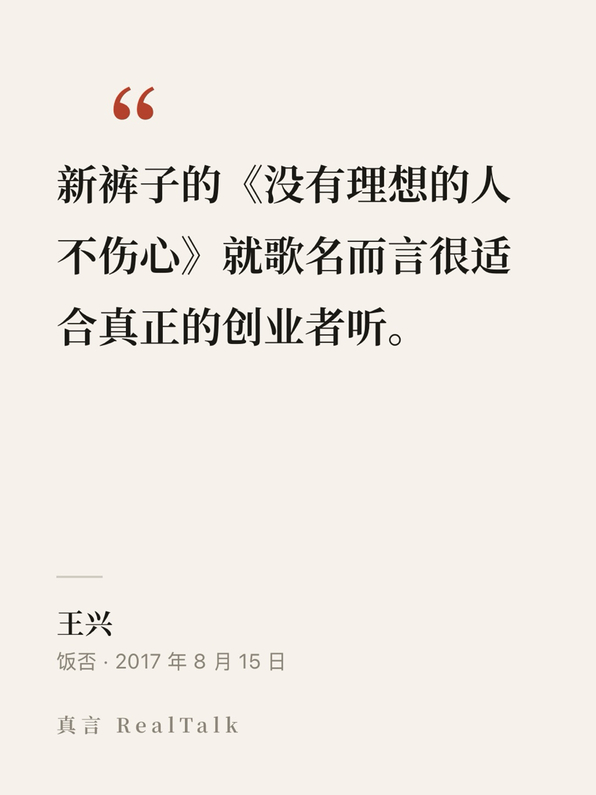 “
新裤子的《没有理想的人
不伤心》就歌名而言很适
合真正的创业者听。
王兴
饭否 · 2017 年 8 月 15 日
真言 RealTalk